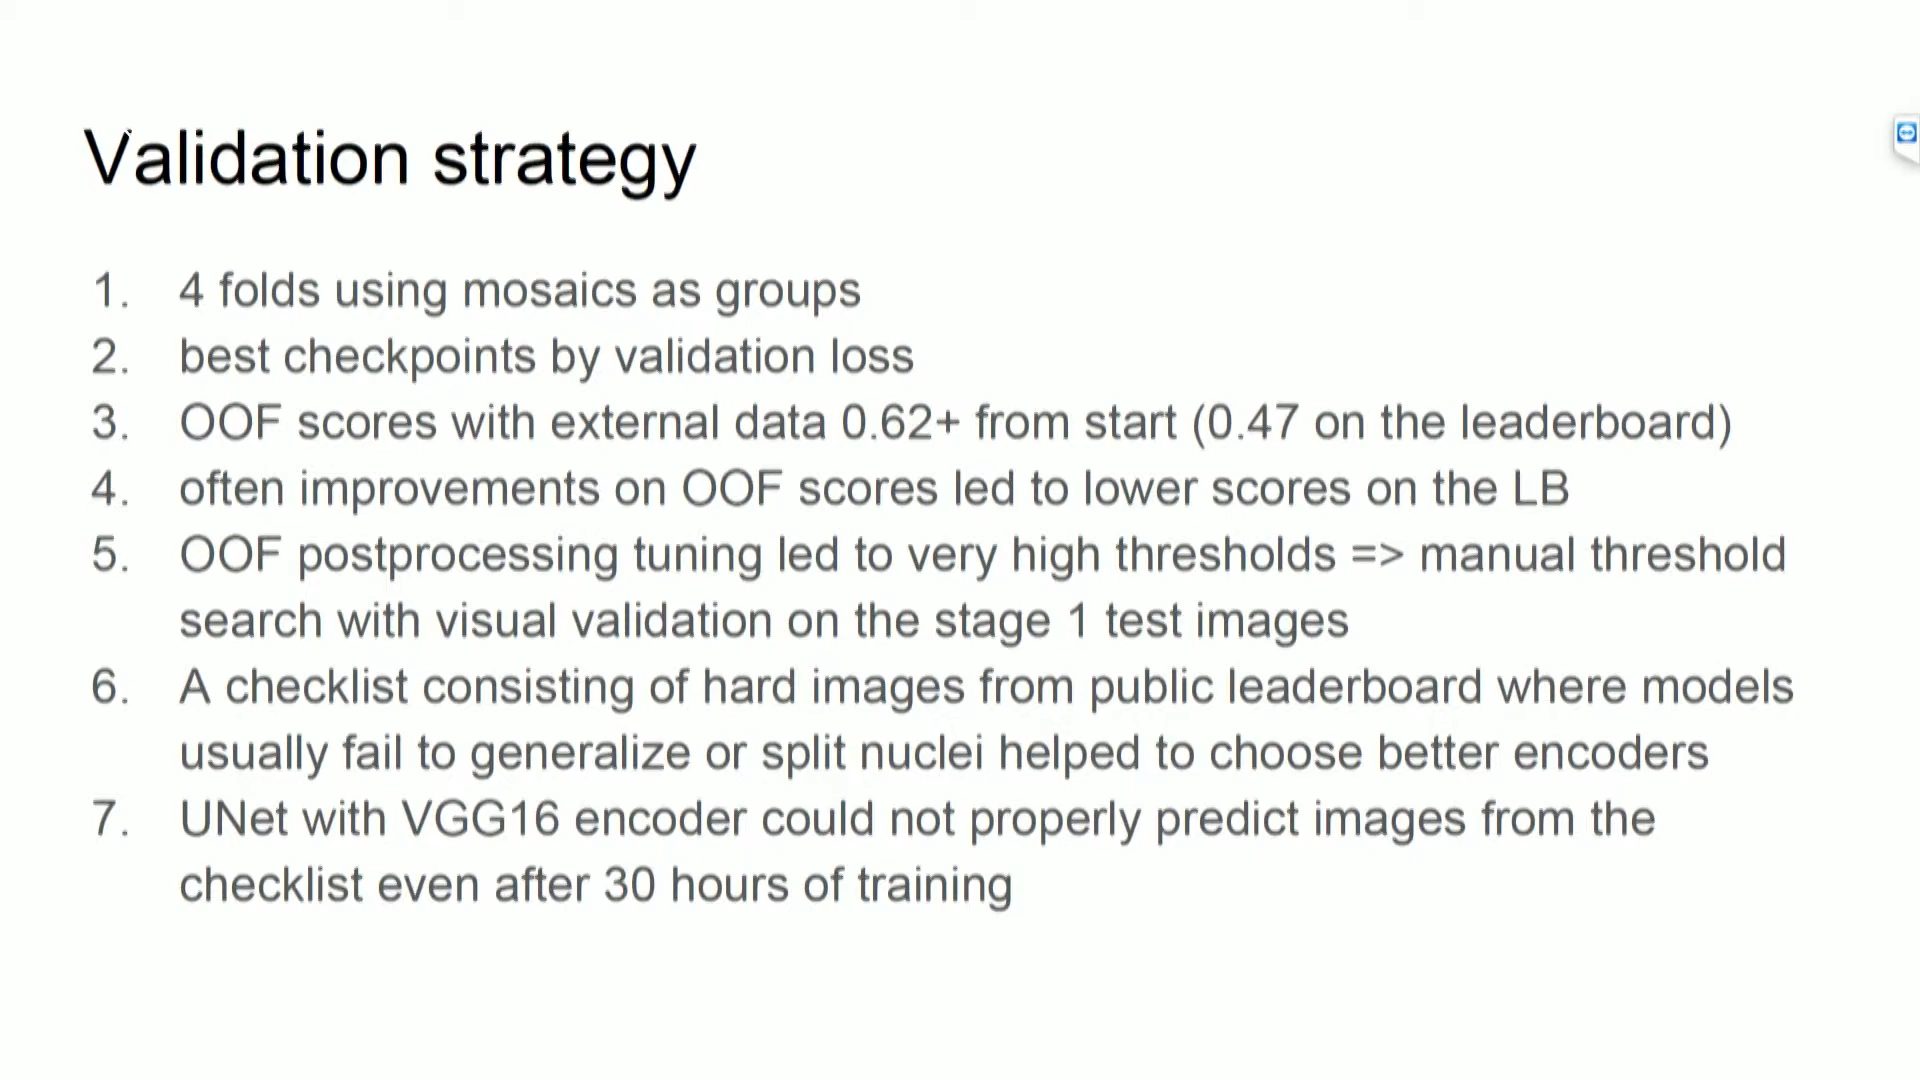 Validation strategy
1. 4 folds using mosaics as groups
2. best checkpoints by validation loss
3. OOF scores with external data 0.62+ from start (0.47 on the leaderboard)
4. often improvements on OOF scores led to lower scores on the LB
5. OOF postprocessing tuning led to very high thresholds => manual threshold
search with visual validation on the stage 1 test images
6. A checklist consisting of hard images from public leaderboard where models
usually fail to generalize or split nuclei helped to choose better encoders
7. UNet with VGG16 encoder could not properly predict images from the
checklist even after 30 hours of training